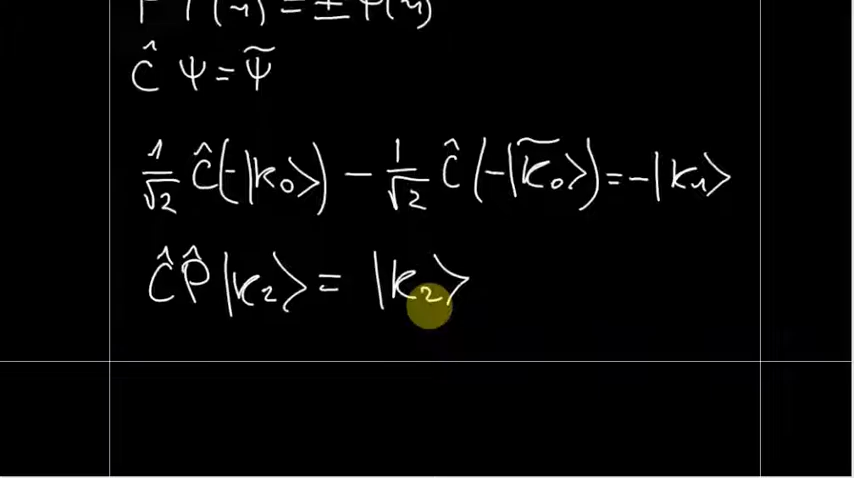 P̂ Ψ(r) = ± Ψ(r)
Ĉ Ψ = Ψ̃
1/√2 Ĉ(-|K₀⟩) - 1/√2 Ĉ(-|K̃₀⟩) = -|K₁⟩
ĈP̂|K₂⟩ = |K₂⟩